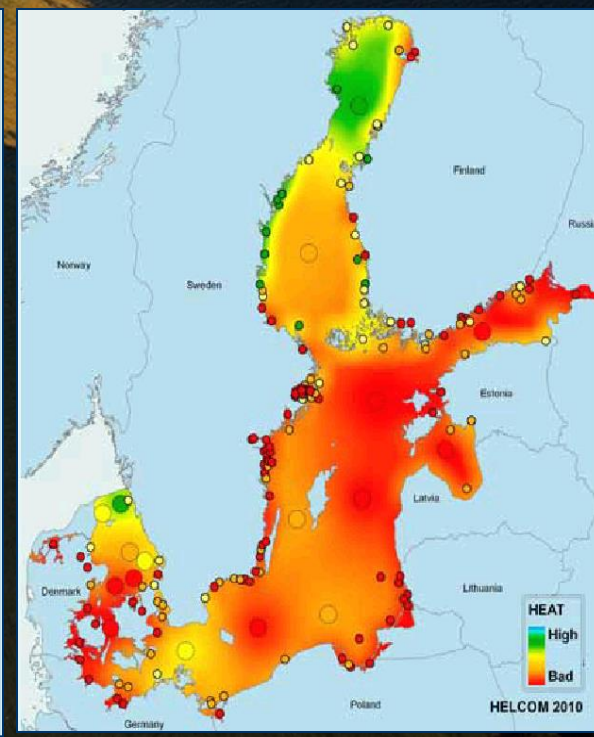 Finland
Russia
Norway
Sweden
Estonia
Latvia
Lithuania
Denmark
HEAT
High
Bad
HELCOM 2010
Poland
Germany